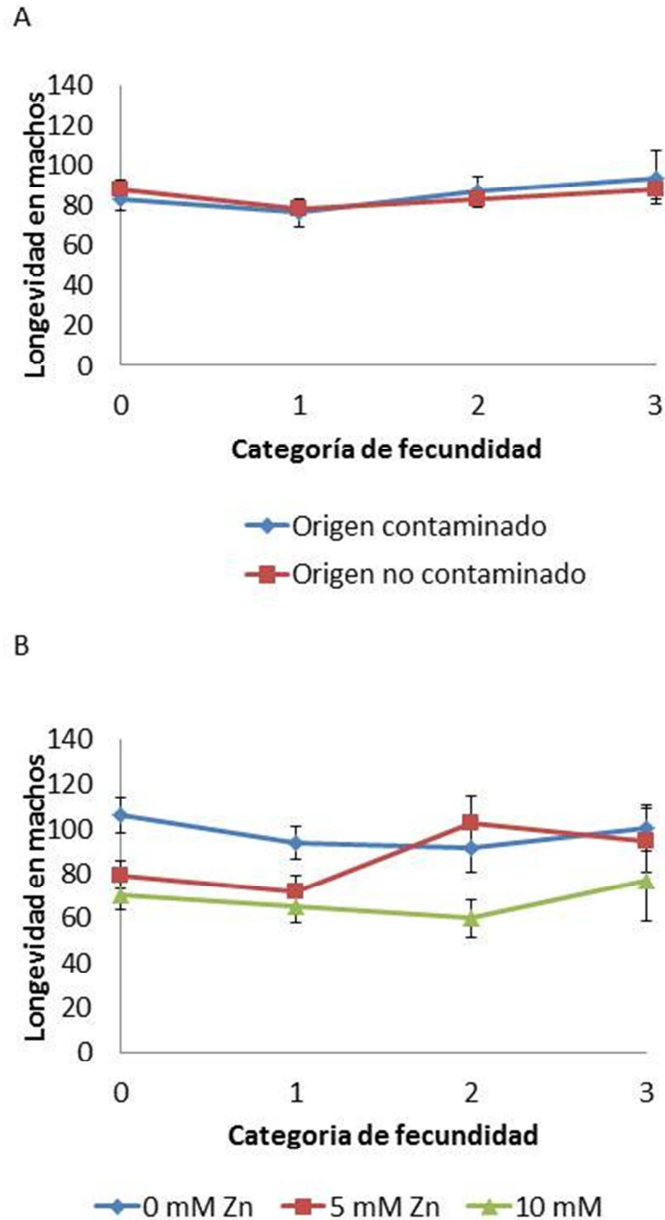 A
Longevidad en machos
140
120
100
80
60
40
20
0
0 1 2 3
Categoría de fecundidad
Origen contaminado
Origen no contaminado
B
Longevidad en machos
140
120
100
80
60
40
20
0
0 1 2 3
Categoria de fecundidad
0 mM Zn 5 mM Zn 10 mM